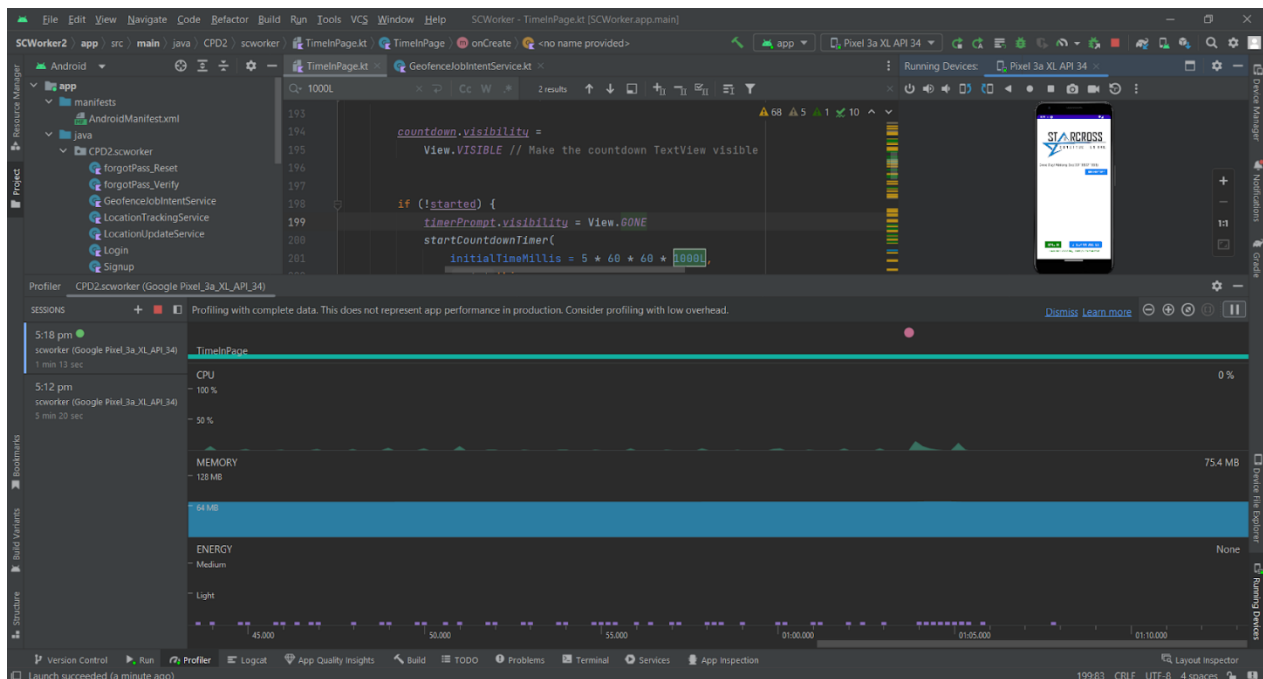 File Edit View Navigate Code Refactor Build Run Tools VCS Window Help SCWorker - TimeInPage.kt [SCWorker.app.main]
SCWorker2 app src main java CPD2 scworker TimeInPage.kt TimeInPage onCreate <no name provided> app Pixel 3a XL API 34
Android TimeInPage.kt GeofenceJobIntentService.kt Running Devices: Pixel 3a XL API 34
app
manifests
AndroidManifest.xml
java
CPD2.scworker
forgotPass_Reset
forgotPass_Verify
GeofenceJobIntentService
LocationTrackingService
LocationUpdateService
Login
Signup
1000L Cc W .* 2 results
68 5 1 10
193
194 countdown.visibility =
195 View.VISIBLE // Make the countdown TextView visible
196
197
198 if (!started) {
199 timerPrompt.visibility = View.GONE
200 startCountdownTimer(
201 initialTimeMillis = 5 * 60 * 60 * 1000L,
STARCROSS
1:1
Resource Manager
Project
Bookmarks
Build Variants
Structure
Device Manager
Notifications
Gradle
Device File Explorer
Running Devices
Profiler CPD2.scworker (Google Pixel_3a_XL_API_34)
SESSIONS Profiling with complete data. This does not represent app performance in production. Consider profiling with low overhead. Dismiss Learn more
5:18 pm
scworker (Google Pixel_3a_XL_API_34)
1 min 13 sec
5:12 pm
scworker (Google Pixel_3a_XL_API_34)
5 min 20 sec
TimeInPage
CPU 0 %
100 %
50 %
MEMORY 75.4 MB
128 MB
64 MB
ENERGY None
Medium
Light
45.000 50.000 55.000 01:00.000 01:05.000 01:10.000
Version Control Run Profiler Logcat App Quality Insights Build TODO Problems Terminal Services App Inspection Layout Inspector
Launch succeeded (a minute ago) 199:83 CRLF UTF-8 4 spaces